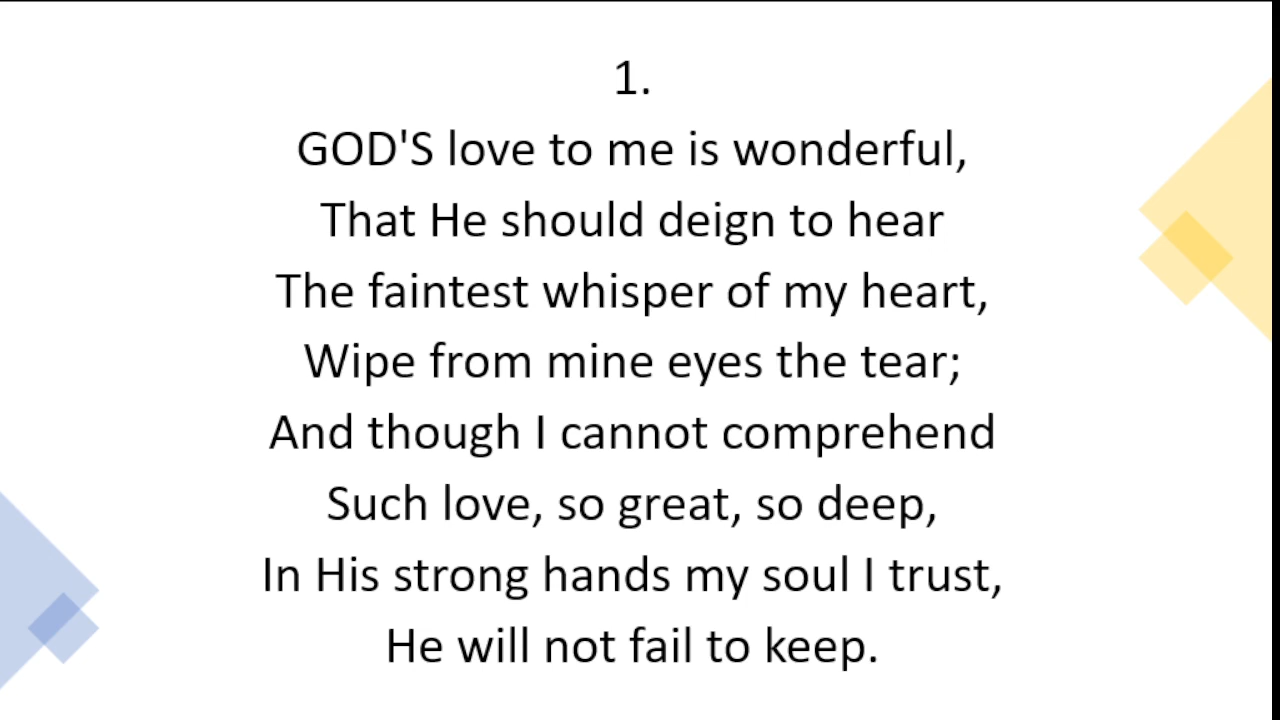 1.
GOD'S love to me is wonderful,
That He should deign to hear
The faintest whisper of my heart,
Wipe from mine eyes the tear;
And though I cannot comprehend
Such love, so great, so deep,
In His strong hands my soul I trust,
He will not fail to keep.